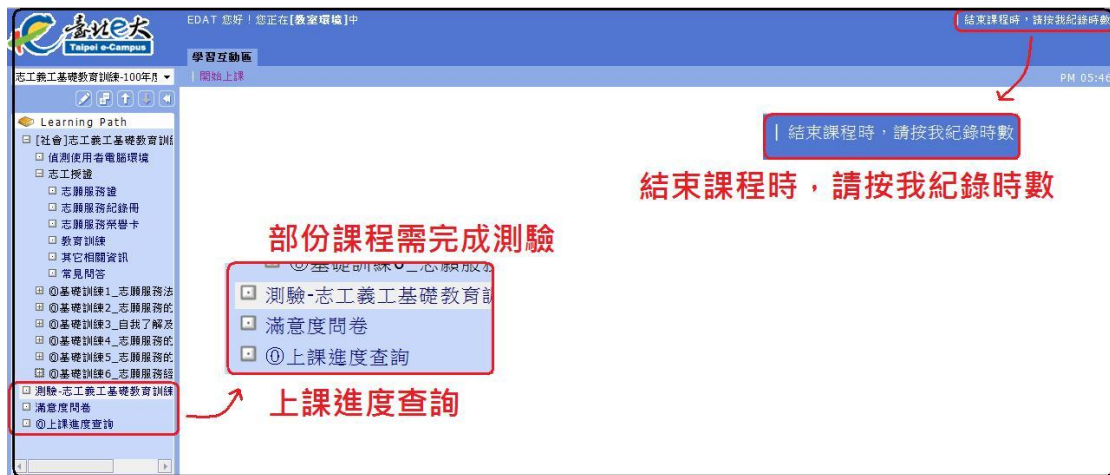 臺北e大
Taipei e-Campus
EDAT 您好！您正在[教室環境]中
| 結束課程時，請按我紀錄時數
學習互動區
志工義工基礎教育訓練-100年度
| 開始上課
PM 05:46
Learning Path
[社會]志工義工基礎教育訓練
偵測使用者電腦環境
志工授證
志願服務證
志願服務紀錄冊
志願服務榮譽卡
教育訓練
其它相關資訊
常見問答
◎基礎訓練1_志願服務法
◎基礎訓練2_志願服務的
◎基礎訓練3_自我了解及
◎基礎訓練4_志願服務的
◎基礎訓練5_志願服務的
◎基礎訓練6_志願服務經
測驗-志工義工基礎教育訓練
滿意度問卷
◎上課進度查詢
| 結束課程時，請按我紀錄時數
結束課程時，請按我紀錄時數
部份課程需完成測驗
◎基礎訓練6_志願服務
測驗-志工義工基礎教育訓
滿意度問卷
◎上課進度查詢
上課進度查詢